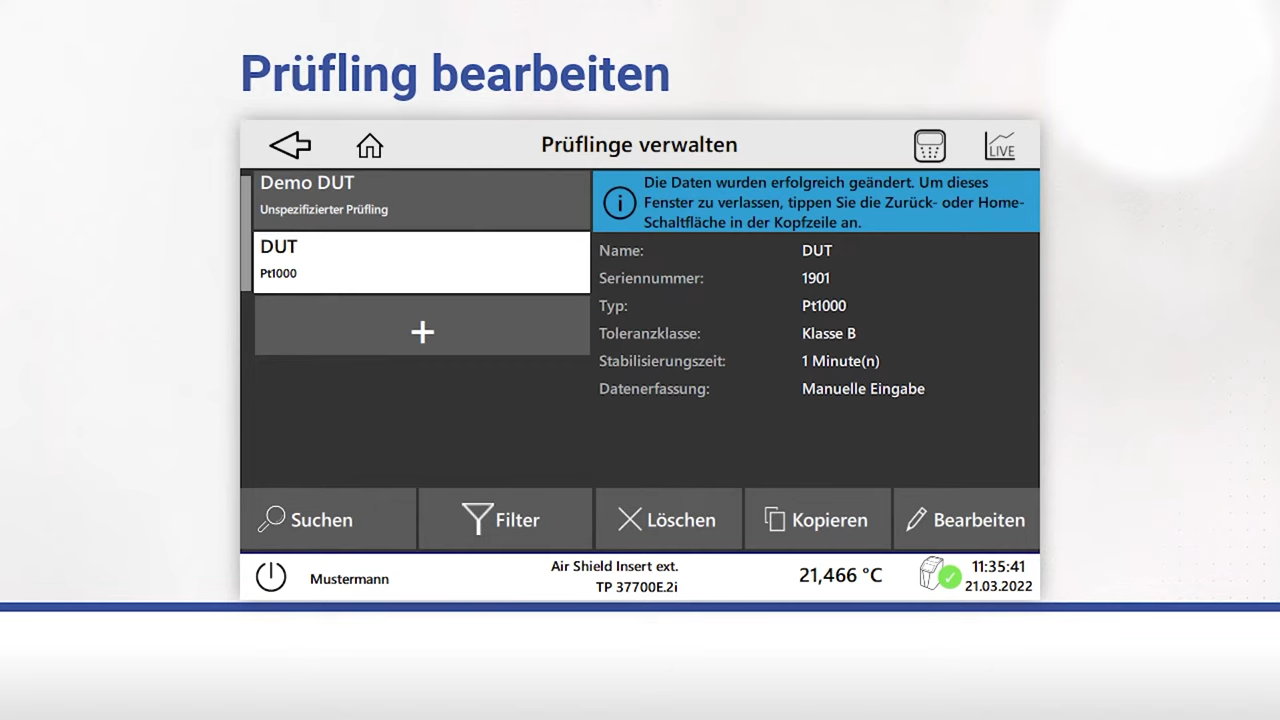 Prüfling bearbeiten
Prüflinge verwalten
LIVE
Demo DUT
Unspezifizierter Prüfling
DUT
Pt1000
+
Die Daten wurden erfolgreich geändert. Um dieses
Fenster zu verlassen, tippen Sie die Zurück- oder Home-
Schaltfläche in der Kopfzeile an.
Name: DUT
Seriennummer: 1901
Typ: Pt1000
Toleranzklasse: Klasse B
Stabilisierungszeit: 1 Minute(n)
Datenerfassung: Manuelle Eingabe
Suchen
Filter
Löschen
Kopieren
Bearbeiten
Mustermann
Air Shield Insert ext.
TP 37700E.2i
21,466 °C
11:35:41
21.03.2022